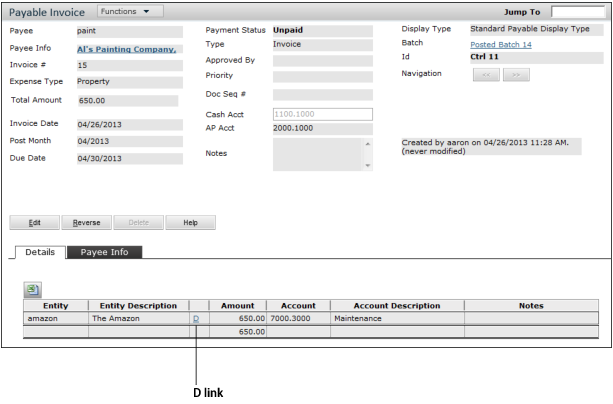 Payable Invoice Functions Jump To
Payee paint Payment Status Unpaid Display Type Standard Payable Display Type
Payee Info Al's Painting Company, Type Invoice Batch Posted Batch 14
Invoice # 15 Approved By Id Ctrl 11
Expense Type Property Priority Navigation << >>
Total Amount 650.00 Doc Seq #
Cash Acct 1100.1000
Invoice Date 04/26/2013 AP Acct 2000.1000
Post Month 04/2013 Notes Created by aaron on 04/26/2013 11:28 AM.
(never modified)
Due Date 04/30/2013
Edit Reverse Delete Help
Details Payee Info
Entity Entity Description Amount Account Account Description Notes
amazon The Amazon D 650.00 7000.3000 Maintenance
650.00
D link